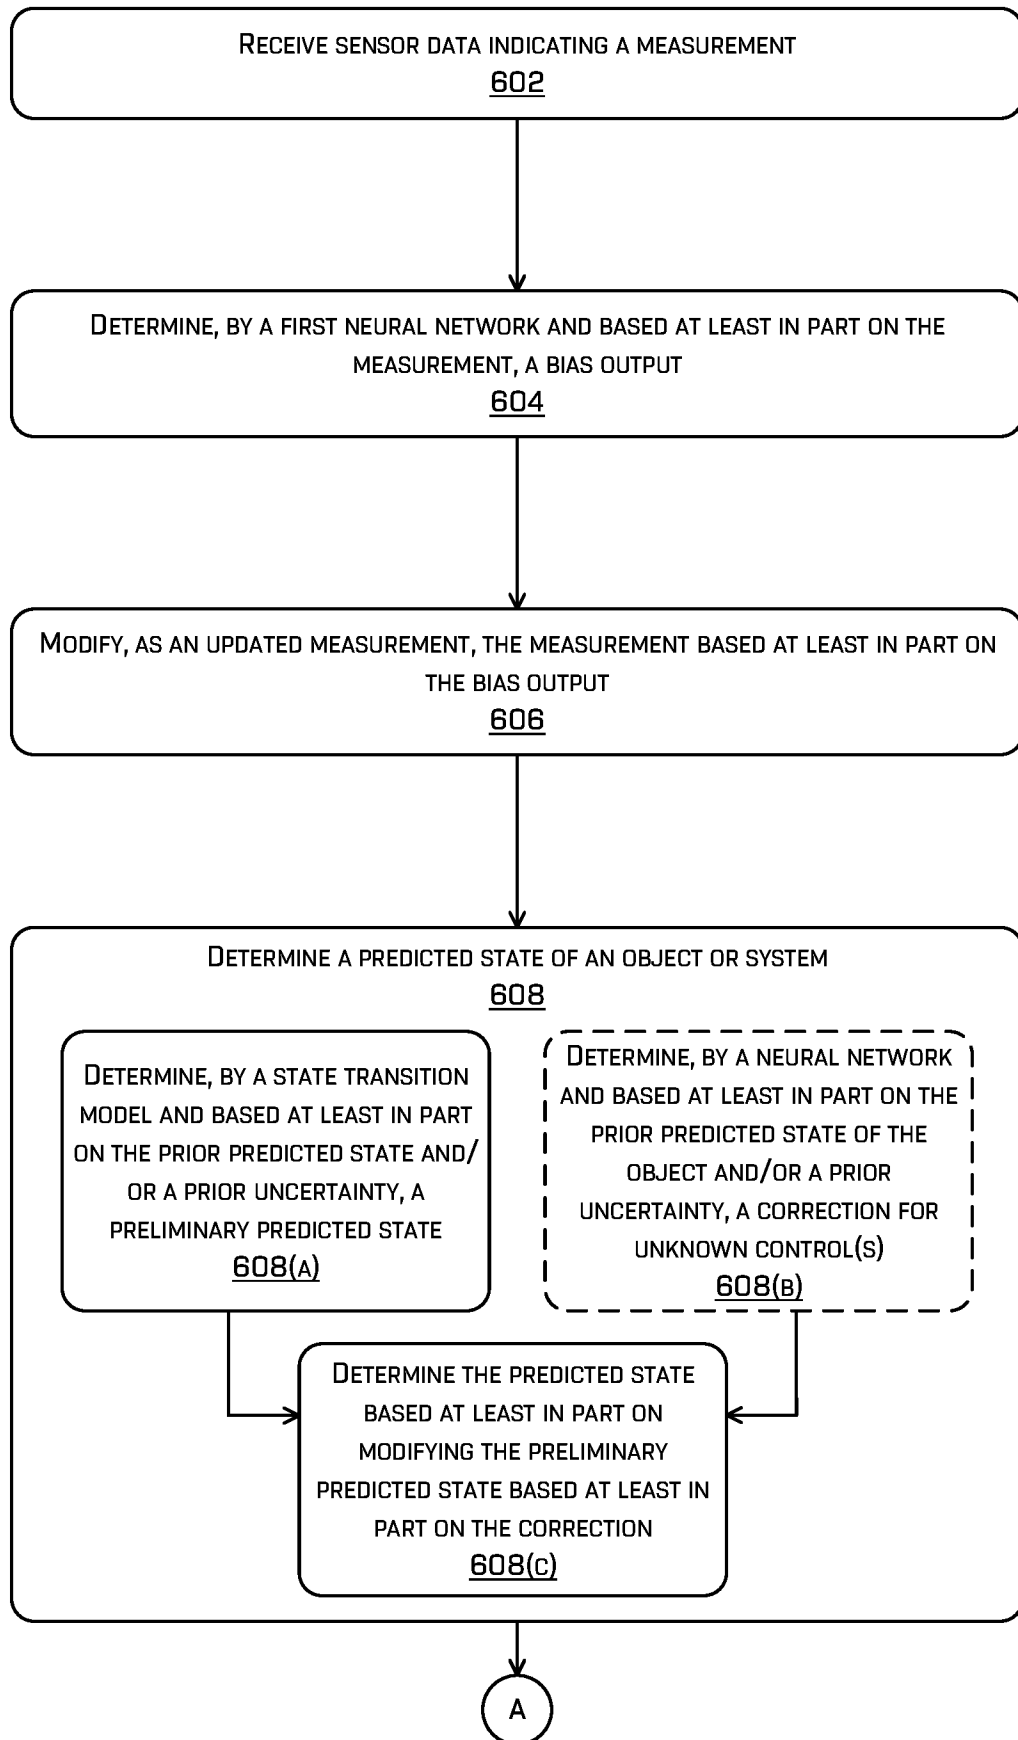 RECEIVE SENSOR DATA INDICATING A MEASUREMENT
602
DETERMINE, BY A FIRST NEURAL NETWORK AND BASED AT LEAST IN PART ON THE
MEASUREMENT, A BIAS OUTPUT
604
MODIFY, AS AN UPDATED MEASUREMENT, THE MEASUREMENT BASED AT LEAST IN PART ON
THE BIAS OUTPUT
606
DETERMINE A PREDICTED STATE OF AN OBJECT OR SYSTEM
608
DETERMINE, BY A STATE TRANSITION
MODEL AND BASED AT LEAST IN PART
ON THE PRIOR PREDICTED STATE AND/
OR A PRIOR UNCERTAINTY, A
PRELIMINARY PREDICTED STATE
608(A)
DETERMINE, BY A NEURAL NETWORK
AND BASED AT LEAST IN PART ON THE
PRIOR PREDICTED STATE OF THE
OBJECT AND/OR A PRIOR
UNCERTAINTY, A CORRECTION FOR
UNKNOWN CONTROL(S)
608(B)
DETERMINE THE PREDICTED STATE
BASED AT LEAST IN PART ON
MODIFYING THE PRELIMINARY
PREDICTED STATE BASED AT LEAST IN
PART ON THE CORRECTION
608(C)
A